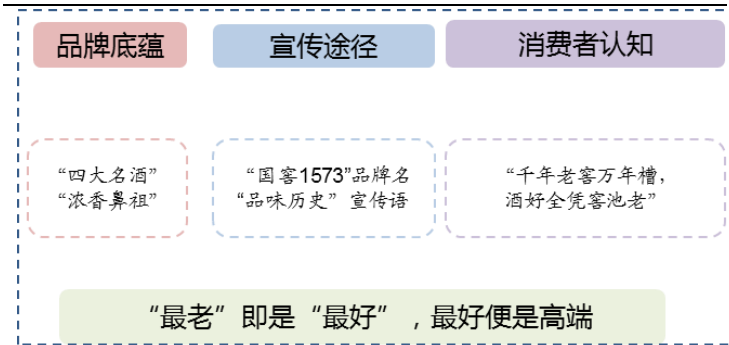 品牌底蕴
宣传途径
消费者认知
“四大名酒”
“浓香鼻祖”
“国窖1573”品牌名
“品味历史”宣传语
“千年老窖万年槽，
酒好全凭窖池老”
“最老”即是“最好”，最好便是高端